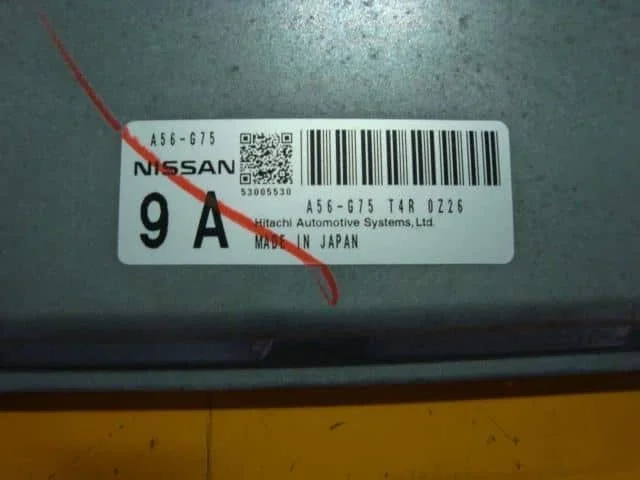 A56-G75
NISSAN
53005530
9 A
A56-G75 T4R 0Z26
Hitachi Automotive Systems, Ltd.
MADE IN JAPAN